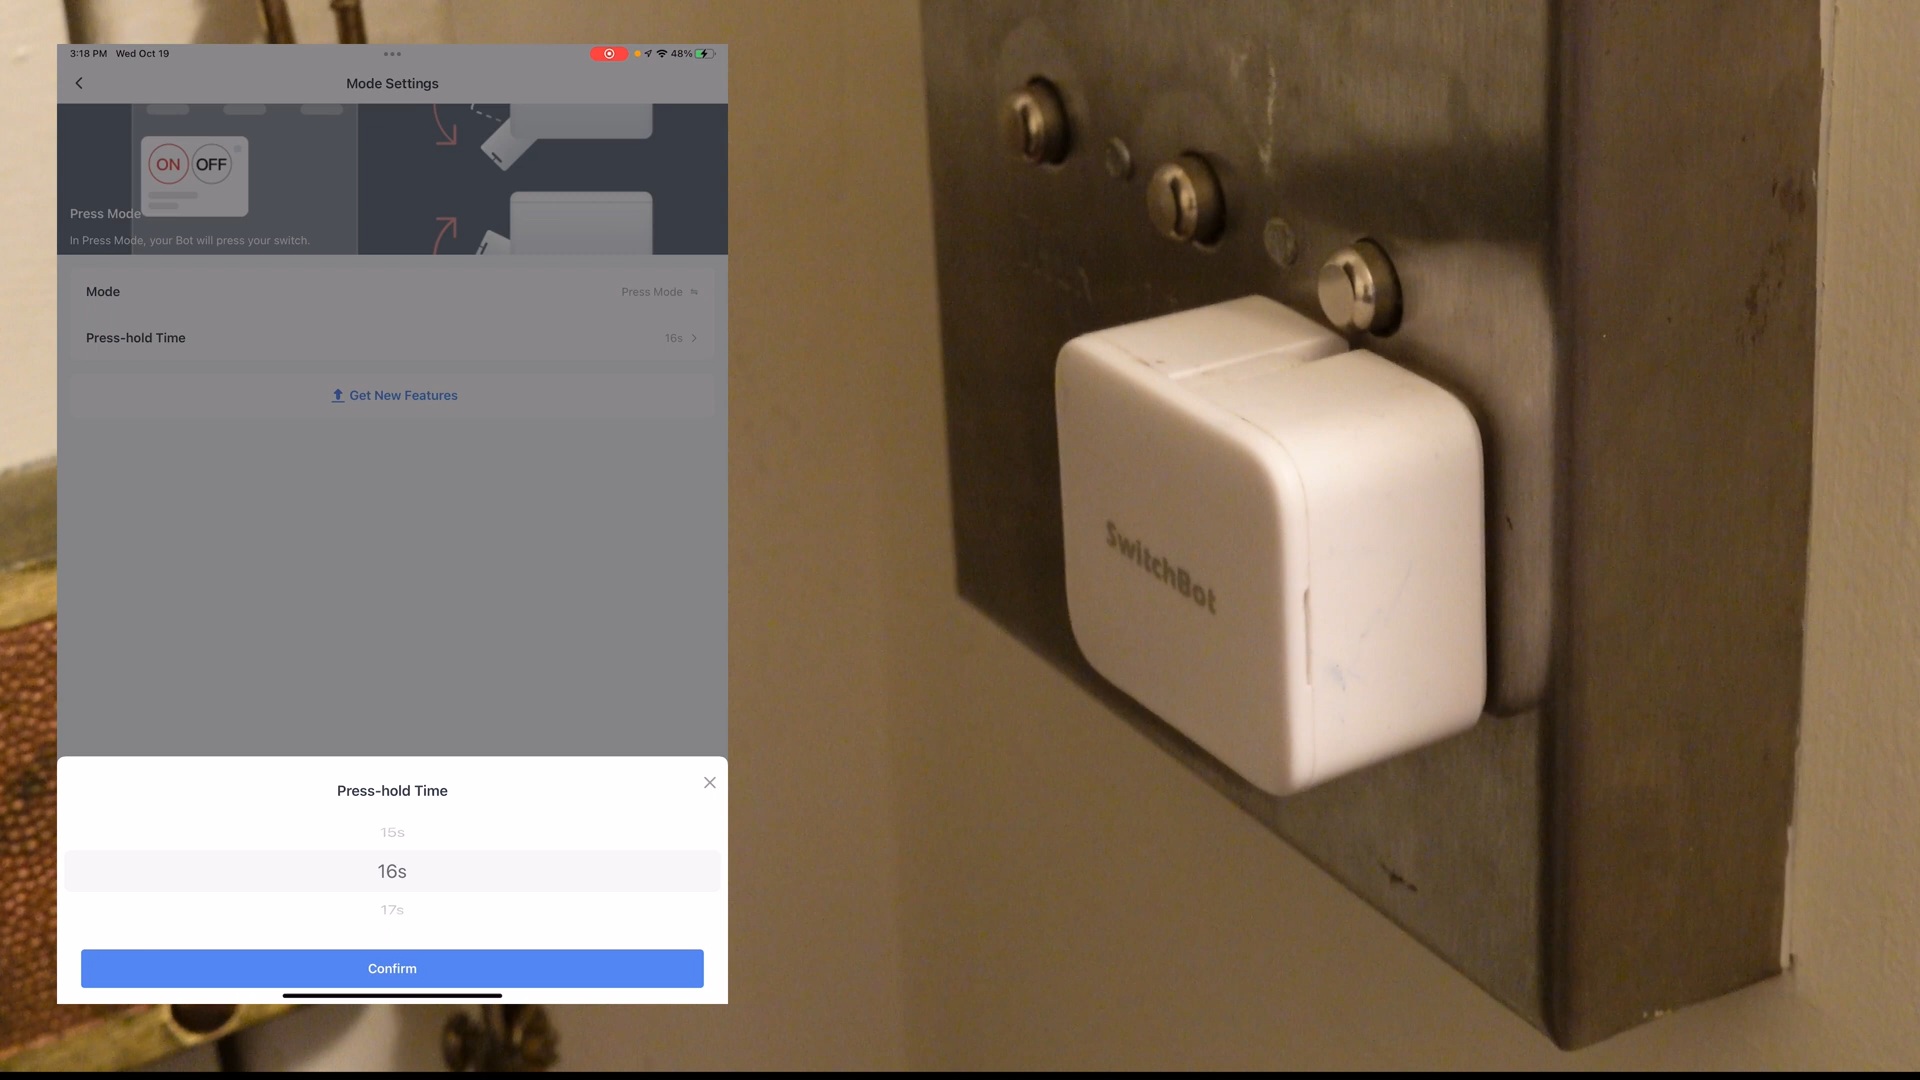 3:18 PM Wed Oct 19
48%
Mode Settings
ON OFF
Press Mode
In Press Mode, your Bot will press your switch.
Mode
Press Mode
Press-hold Time
16s
Get New Features
Press-hold Time
15s
16s
17s
Confirm
SwitchBot